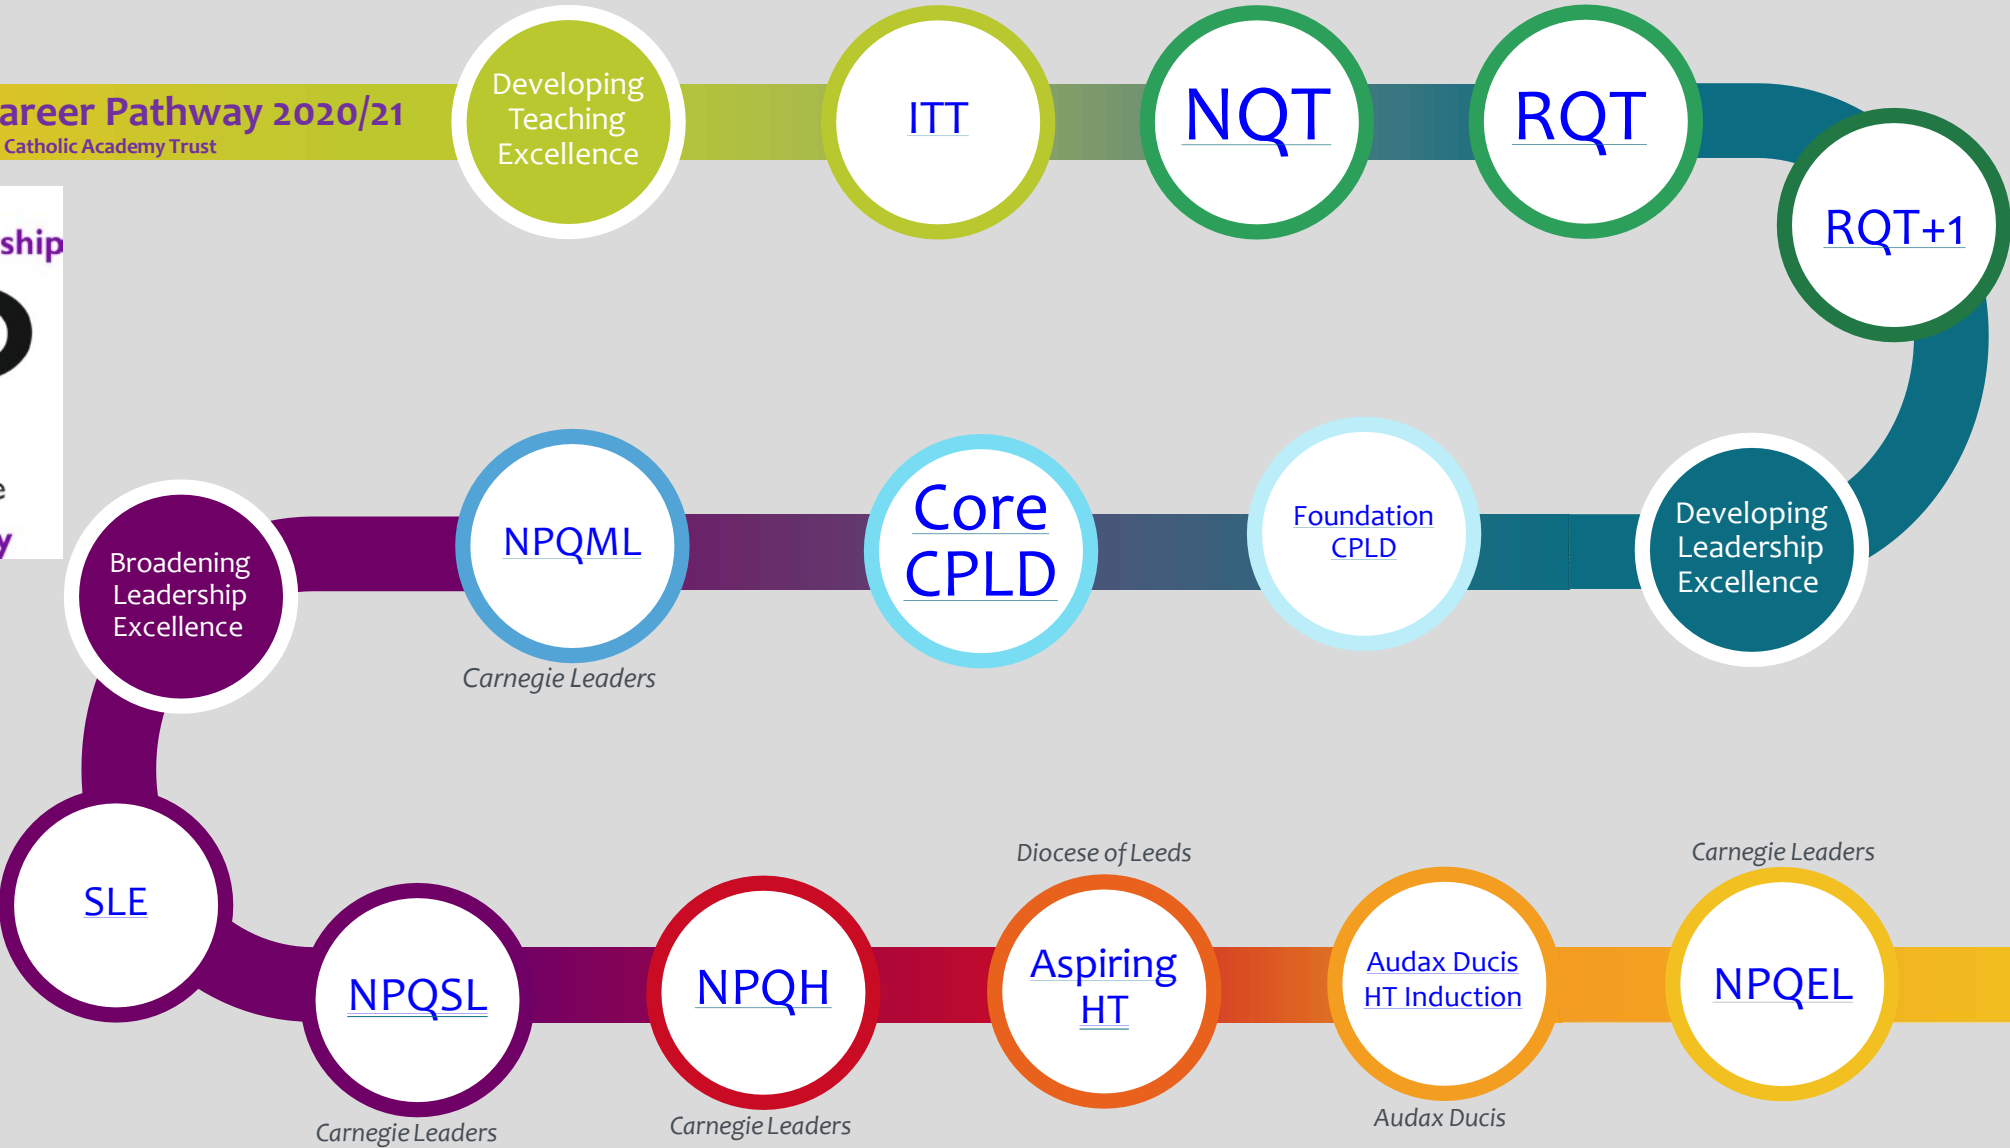 Pathway 2020/21
Catholic Academy Trust
ship
Developing
Teaching
Excellence
ITT
NQT
RQT
RQT+1
Developing
Leadership
Excellence
Foundation
CPLD
Core
CPLD
NPQML
Carnegie Leaders
Broadening
Leadership
Excellence
SLE
NPQSL
Carnegie Leaders
NPQH
Carnegie Leaders
Diocese of Leeds
Aspiring
HT
Audax Ducis
HT Induction
Audax Ducis
Carnegie Leaders
NPQEL